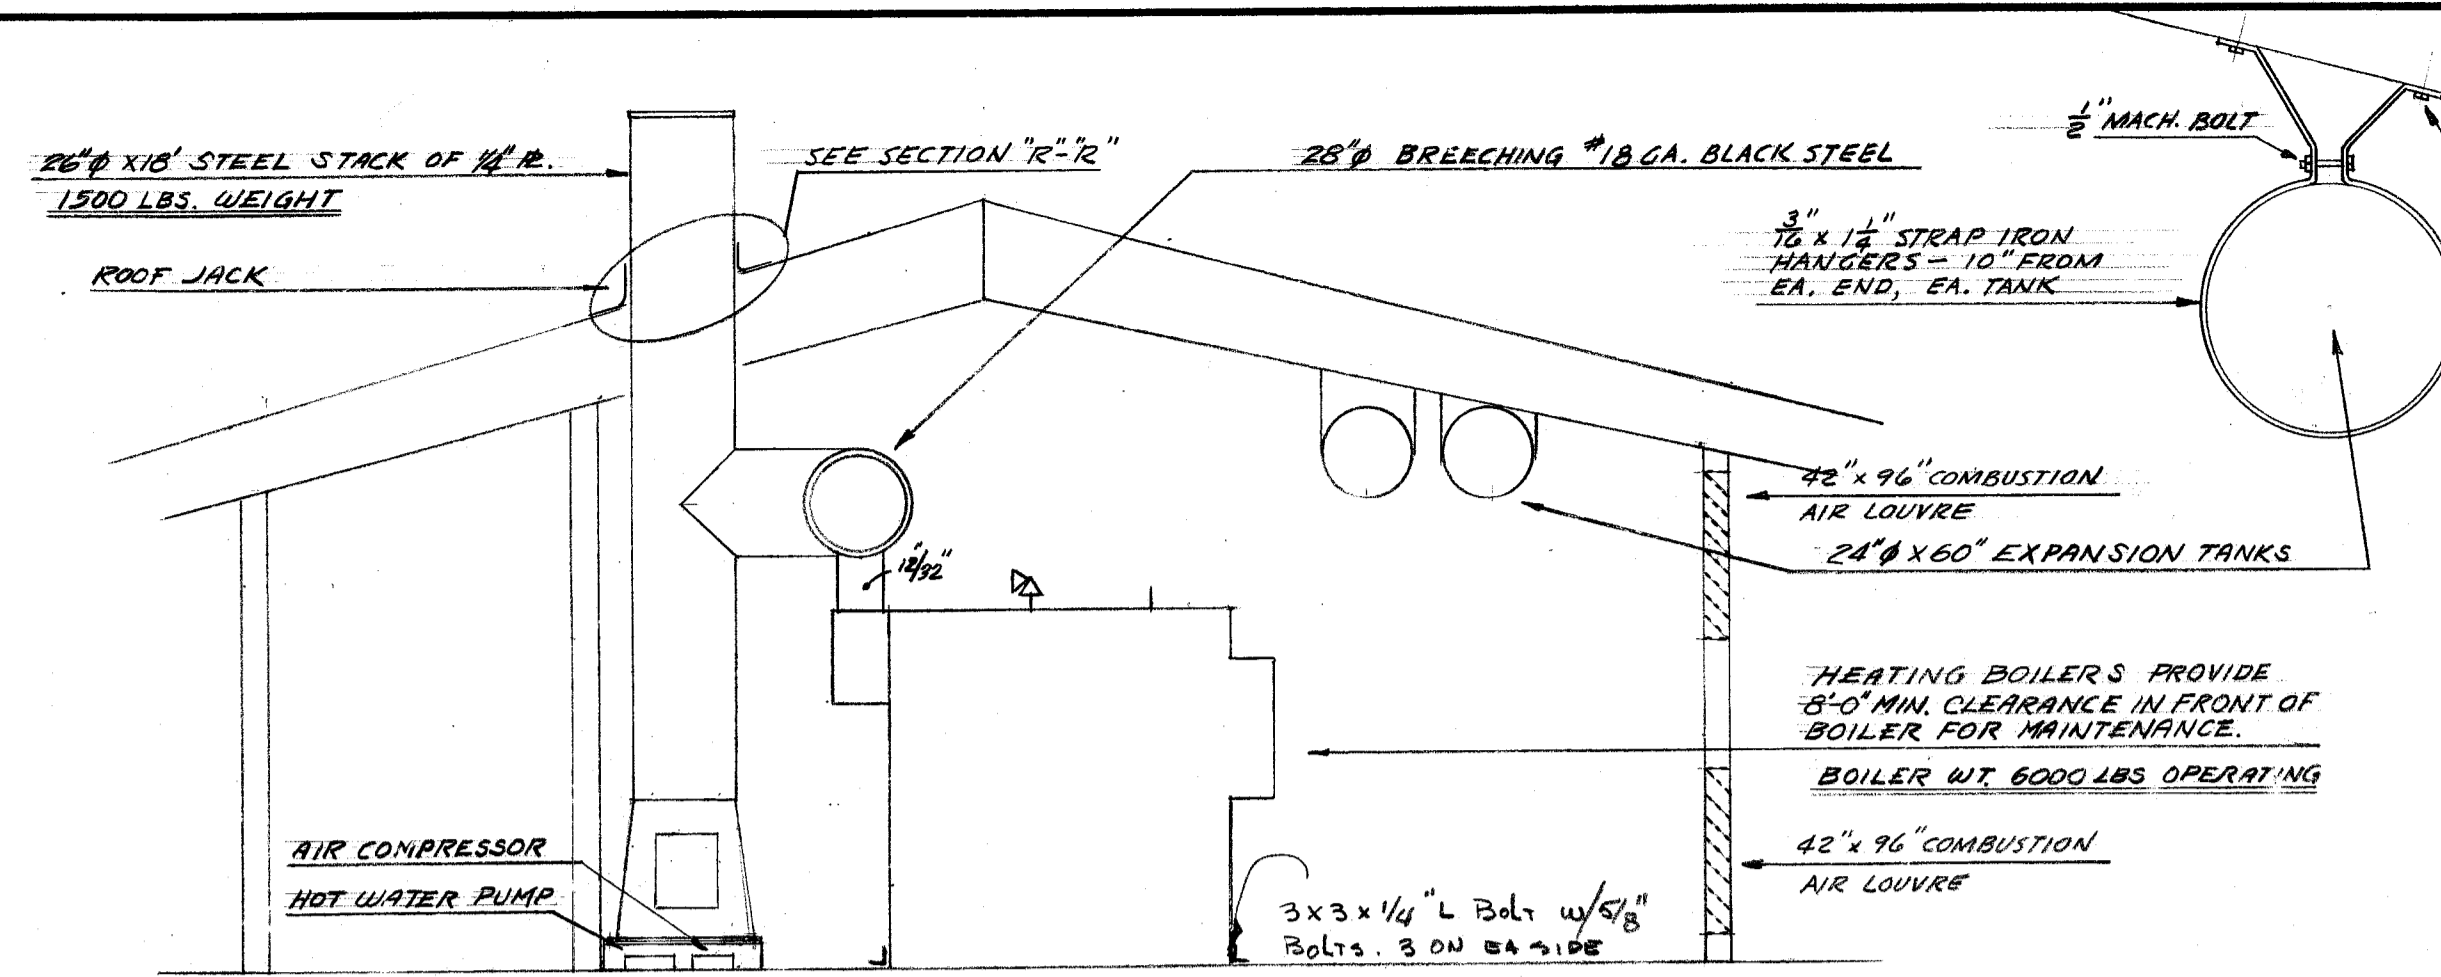 26"φ X18' STEEL STACK OF 1/4" PL.
1500 LBS. WEIGHT
ROOF JACK
SEE SECTION "R"-"R"
28"φ BREECHING #18 GA. BLACK STEEL
1/2" MACH. BOLT
3/16" x 1 1/4" STRAP IRON
HANGERS - 10" FROM
EA. END, EA. TANK
42" x 96" COMBUSTION
AIR LOUVRE
24"φ X60" EXPANSION TANKS
12"/32"
HEATING BOILERS PROVIDE
8'-0" MIN. CLEARANCE IN FRONT OF
BOILER FOR MAINTENANCE.
BOILER WT. 6000 LBS OPERATING
AIR COMPRESSOR
HOT WATER PUMP
3 x 3 x 1/4" L BOLT w/ 5/8"
BOLTS. 3 ON EA SIDE
42" x 96" COMBUSTION
AIR LOUVRE